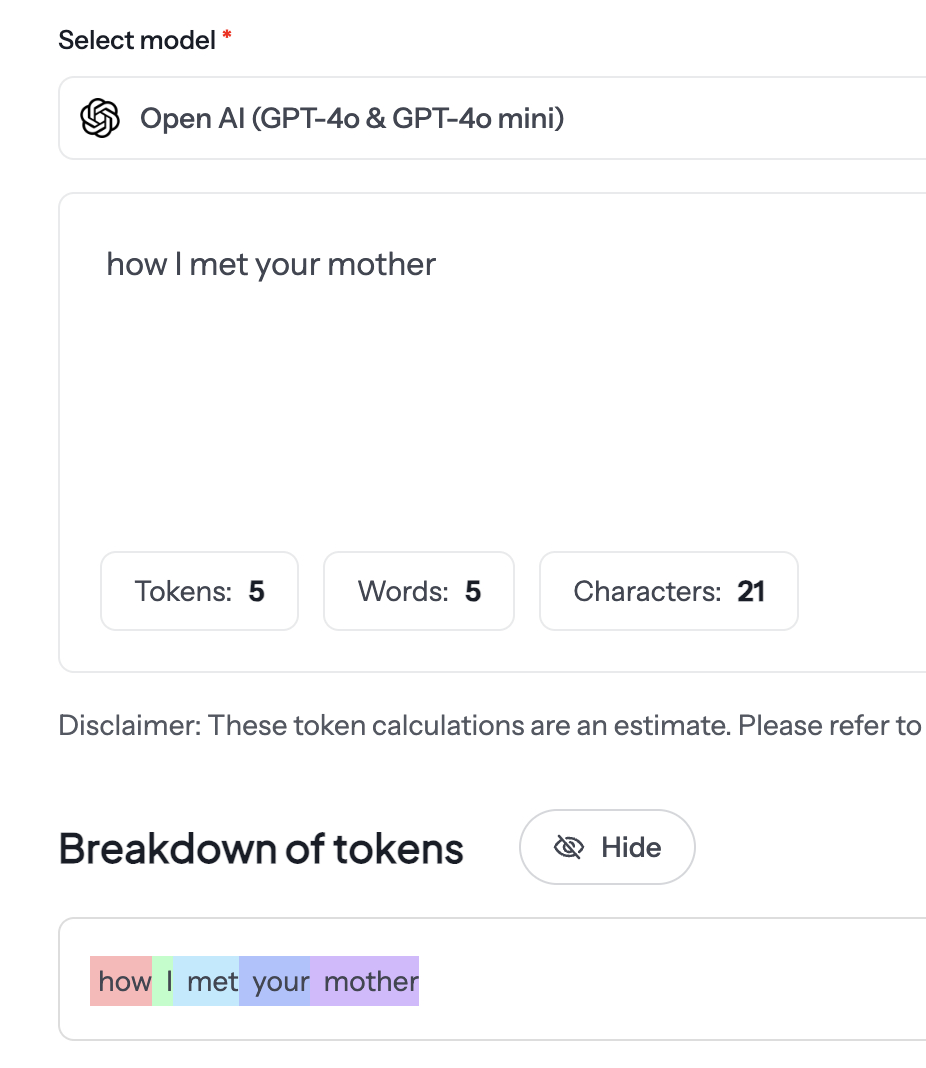 Select model *
Open AI (GPT-4o & GPT-4o mini)
how I met your mother
Tokens: 5 Words: 5 Characters: 21
Disclaimer: These token calculations are an estimate. Please refer to
Breakdown of tokens Hide
how I met your mother